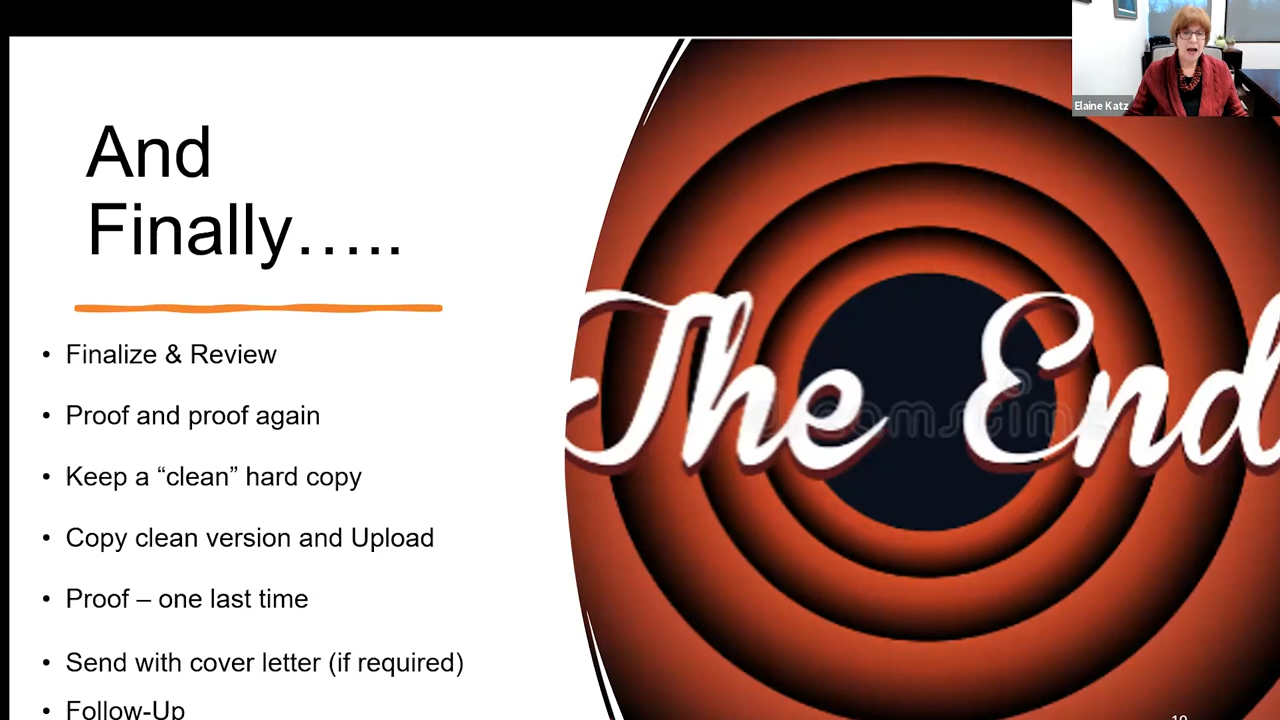 Elaine Katz
And
Finally…..
• Finalize & Review
• Proof and proof again
• Keep a “clean” hard copy
• Copy clean version and Upload
• Proof – one last time
• Send with cover letter (if required)
• Follow-Up
The End